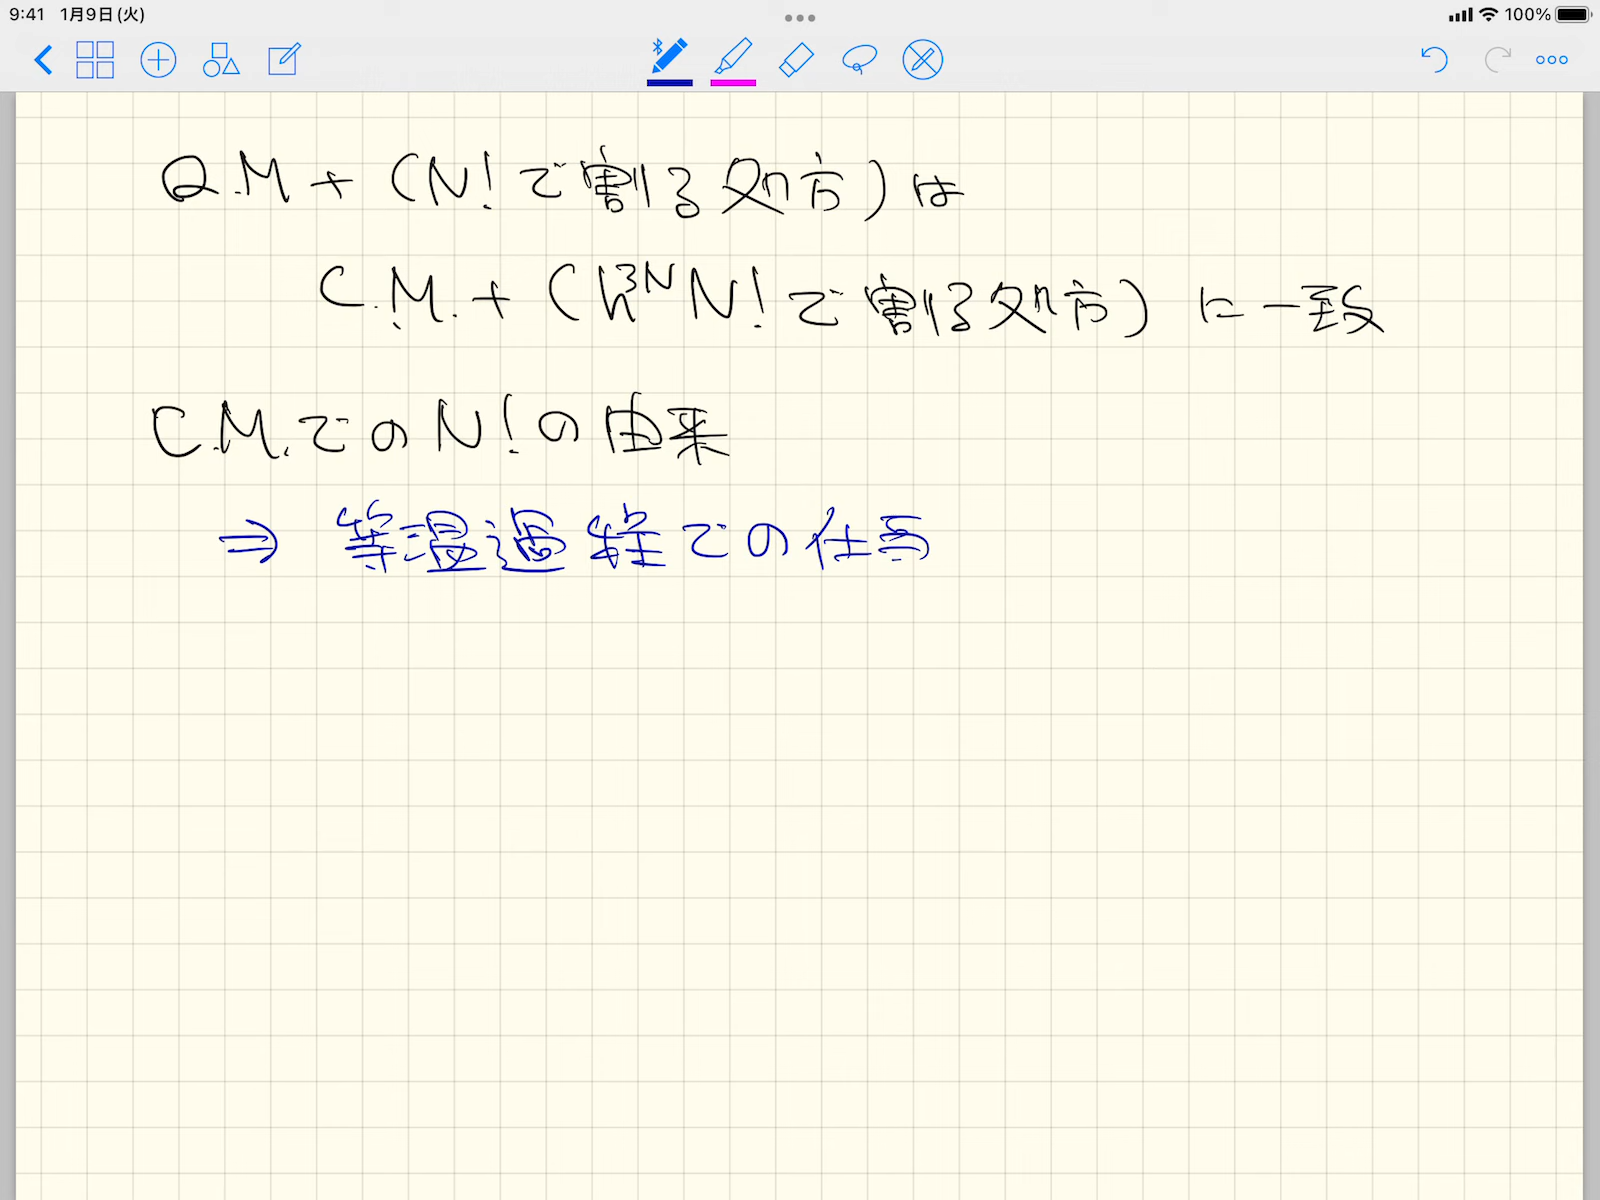 9:41 1月9日(火) 100%
Q.M + (N!で割る処方)は
C.M. + (h³ᴺN!で割る処方)に一致
C.M.でのN!の由来
⇒ 等温過程での仕事